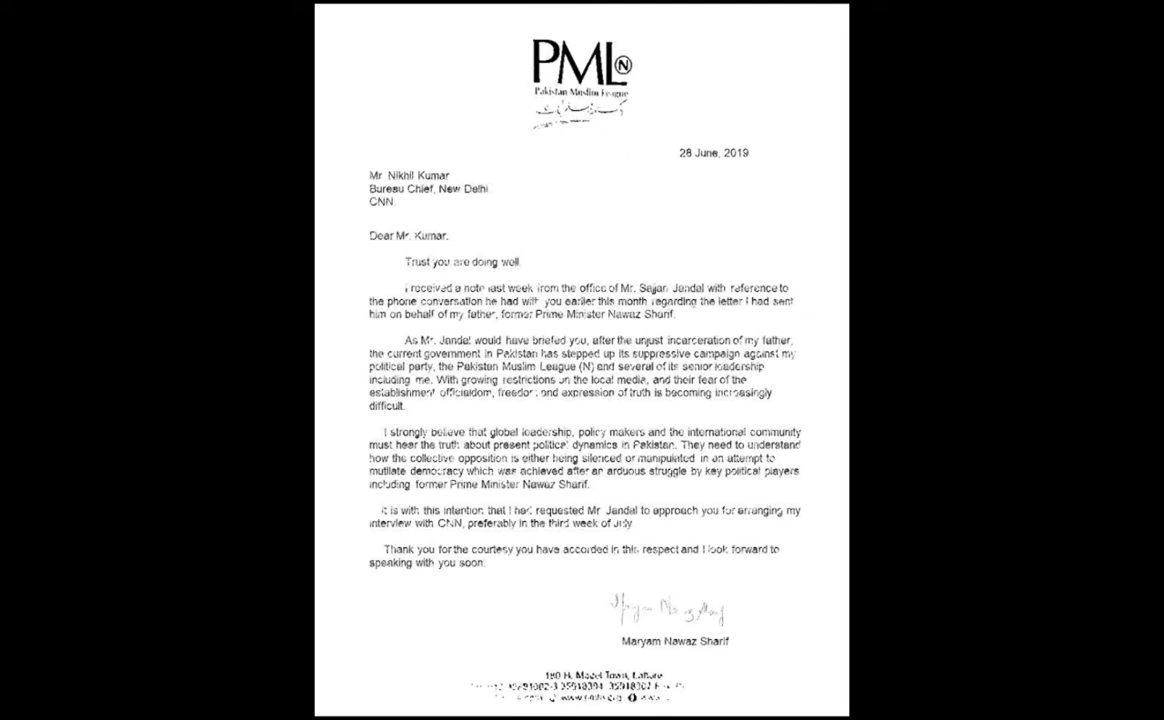 PML N
Pakistan Muslim League
28 June, 2019
Mr Nikhil Kumar
Bureau Chief, New Delhi
CNN.
Dear Mr. Kumar.
Trust you are doing well.
I received a note last week from the office of Mr. Sajjan Jandal with reference to
the phone conversation he had with you earlier this month regarding the letter I had sent
him on behalf of my father, former Prime Minister Nawaz Sharif.
As Mr. Jandal would have briefed you, after the unjust incarceration of my father,
the current government in Pakistan has stepped up its suppressive campaign against my
political party, the Pakistan Muslim League (N) and several of its senior leadership
including me. With growing restrictions on the local media, and their fear of the
establishment officialdom, freedom and expression of truth is becoming increasingly
difficult.
I strongly believe that global leadership, policy makers and the international community
must hear the truth about present political dynamics in Pakistan. They need to understand
how the collective opposition is either being silenced or manipulated in an attempt to
mutilate democracy which was achieved after an arduous struggle by key political players
including former Prime Minister Nawaz Sharif.
It is with this intention that I had requested Mr Jandal to approach you for arranging my
interview with CNN, preferably in the third week of July
Thank you for the courtesy you have accorded in this respect and I look forward to
speaking with you soon.
Maryam Nawaz Sharif
180 H, Model Town, Lahore